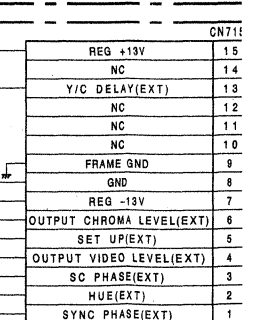 CN715
REG +13V 15
NC 14
Y/C DELAY(EXT) 13
NC 12
NC 11
NC 10
FRAME GND 9
GND 8
REG -13V 7
OUTPUT CHROMA LEVEL(EXT) 6
SET UP(EXT) 5
OUTPUT VIDEO LEVEL(EXT) 4
SC PHASE(EXT) 3
HUE(EXT) 2
SYNC PHASE(EXT) 1